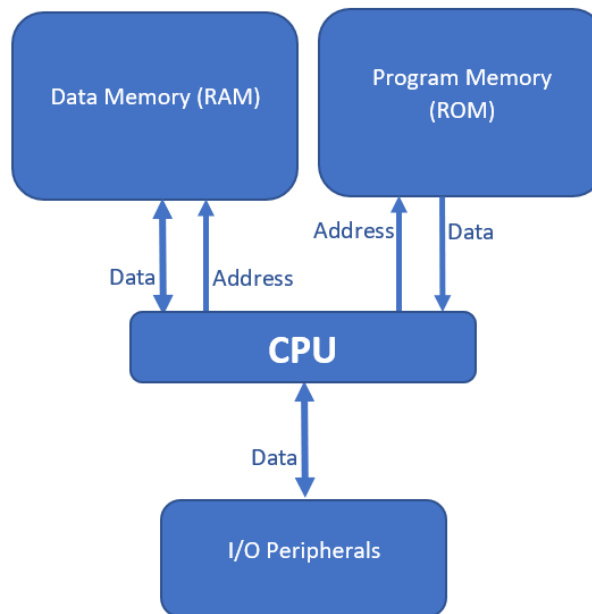 Data Memory (RAM)
Program Memory
(ROM)
Data
Address
Address
Data
CPU
Data
I/O Peripherals